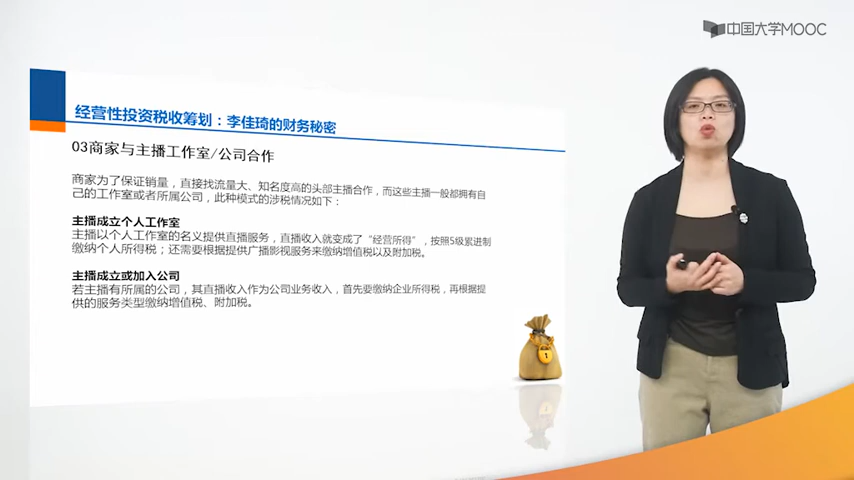 中国大学MOOC
经营性投资税收筹划：李佳琦的财务秘密
03商家与主播工作室/公司合作
商家为了保证销量，直接找流量大、知名度高的头部主播合作，而这些主播一般都拥有自
己的工作室或者所属公司，此种模式的涉税情况如下：
主播成立个人工作室
主播以个人工作室的名义提供直播服务，直播收入就变成了“经营所得”，按照5级累进制
缴纳个人所得税；还需要根据提供广播影视服务来缴纳增值税以及附加税。
主播成立或加入公司
若主播有所属的公司，其直播收入作为公司业务收入，首先要缴纳企业所得税，再根据提
供的服务类型缴纳增值税、附加税。